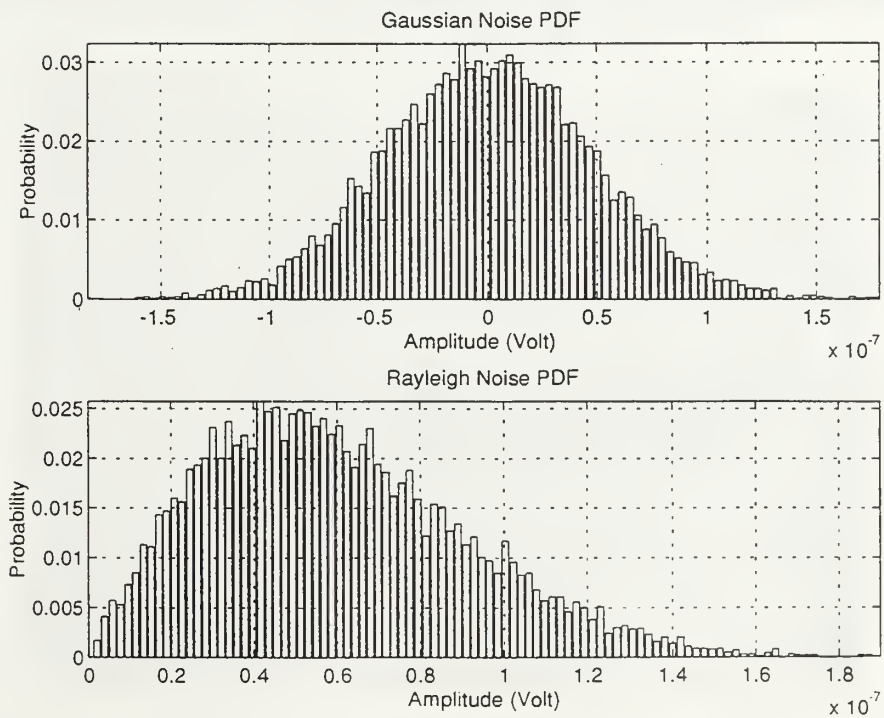 Gaussian Noise PDF
0.03
0.02
0.01
0
Probability
-1.5 -1 -0.5 0 0.5 1 1.5
Amplitude (Volt)
x 10-7
Rayleigh Noise PDF
0.025
0.02
0.015
0.01
0.005
0
Probability
0 0.2 0.4 0.6 0.8 1 1.2 1.4 1.6 1.8
Amplitude (Volt)
x 10-7